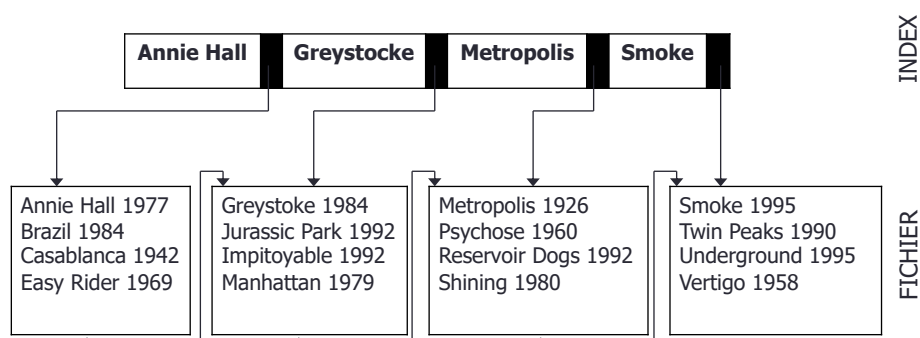 INDEX
Annie Hall Greystocke Metropolis Smoke
FICHIER
Annie Hall 1977
Brazil 1984
Casablanca 1942
Easy Rider 1969
Greystoke 1984
Jurassic Park 1992
Impitoyable 1992
Manhattan 1979
Metropolis 1926
Psychose 1960
Reservoir Dogs 1992
Shining 1980
Smoke 1995
Twin Peaks 1990
Underground 1995
Vertigo 1958